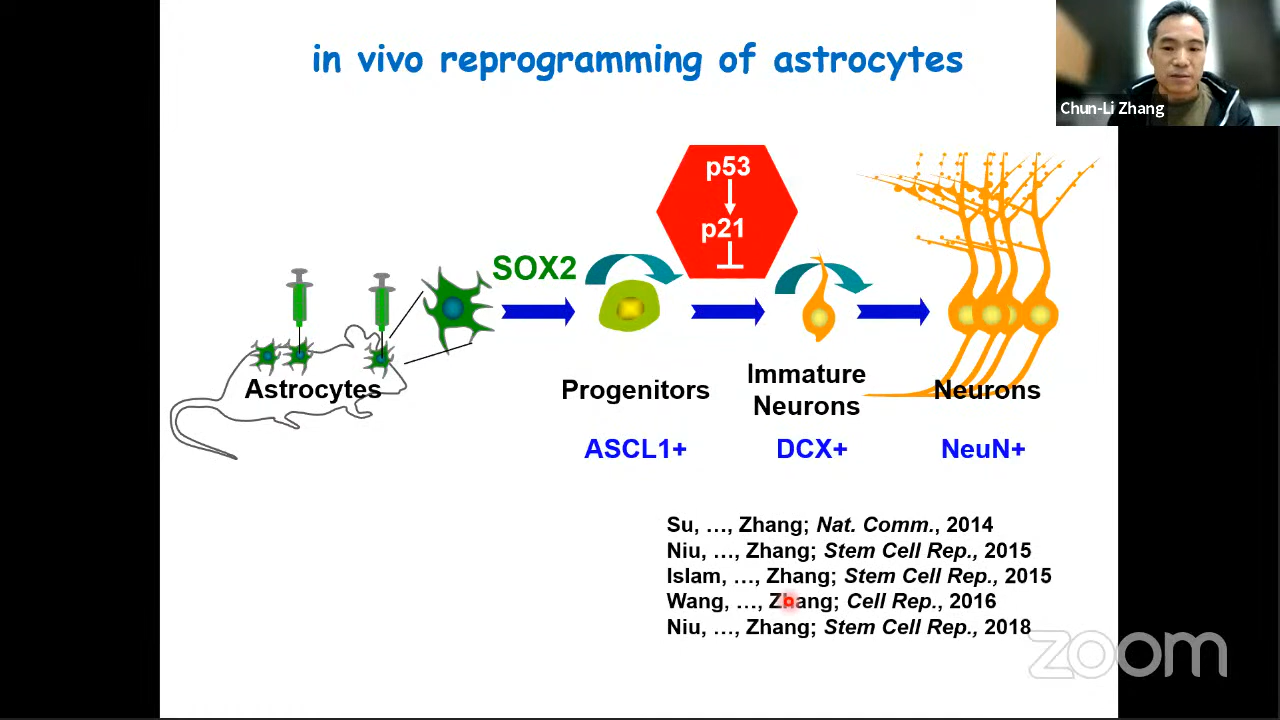 in vivo reprogramming of astrocytes
Chun-Li Zhang
p53
p21
SOX2
Astrocytes
Progenitors
Immature
Neurons
Neurons
ASCL1+
DCX+
NeuN+
Su, …, Zhang; Nat. Comm., 2014
Niu, …, Zhang; Stem Cell Rep., 2015
Islam, …, Zhang; Stem Cell Rep., 2015
Wang, …, Zhang; Cell Rep., 2016
Niu, …, Zhang; Stem Cell Rep., 2018
zoom